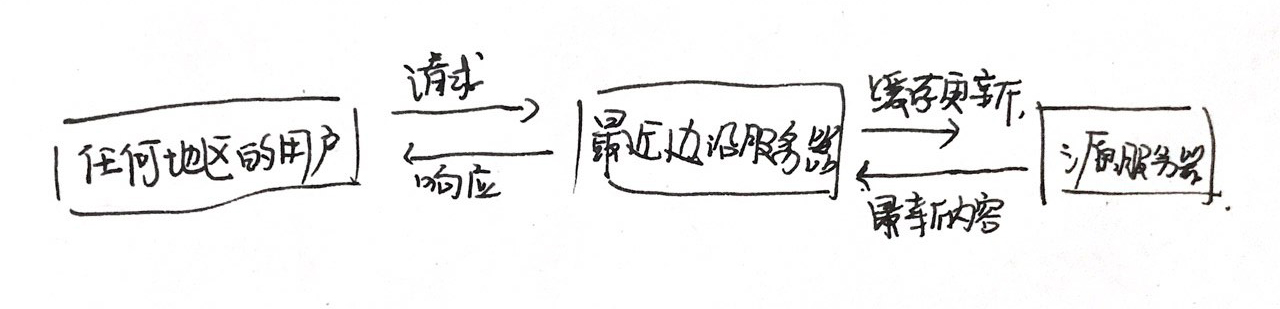 请求
缓存更新
任何地区的用户
最近边沿服务器
源服务器
响应
最新内容